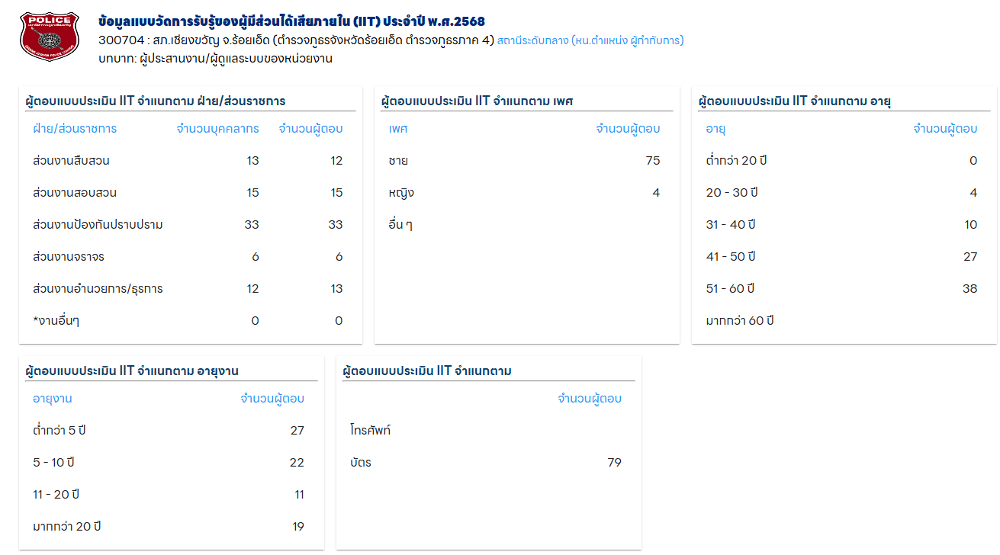 POLICE
ข้อมูลแบบวัดการรับรู้ของผู้มีส่วนได้เสียภายใน (IIT) ประจำปี พ.ศ.2568
300704 : สภ.เชียงขวัญ จ.ร้อยเอ็ด (ตำรวจภูธรจังหวัดร้อยเอ็ด ตำรวจภูธรภาค 4) สถานีระดับกลาง (หน.ตำแหน่ง ผู้กำกับการ)
บทบาท: ผู้ประสานงาน/ผู้ดูแลระบบของหน่วยงาน
ผู้ตอบแบบประเมิน IIT จำแนกตาม ฝ่าย/ส่วนราชการ
ฝ่าย/ส่วนราชการ จำนวนบุคคลากร จำนวนผู้ตอบ
ส่วนงานสืบสวน 13 12
ส่วนงานสอบสวน 15 15
ส่วนงานป้องกันปราบปราม 33 33
ส่วนงานจราจร 6 6
ส่วนงานอำนวยการ/ธุรการ 12 13
*งานอื่นๆ 0 0
ผู้ตอบแบบประเมิน IIT จำแนกตาม เพศ
เพศ จำนวนผู้ตอบ
ชาย 75
หญิง 4
อื่น ๆ
ผู้ตอบแบบประเมิน IIT จำแนกตาม อายุ
อายุ จำนวนผู้ตอบ
ต่ำกว่า 20 ปี 0
20 - 30 ปี 4
31 - 40 ปี 10
41 - 50 ปี 27
51 - 60 ปี 38
มากกว่า 60 ปี
ผู้ตอบแบบประเมิน IIT จำแนกตาม อายุงาน
อายุงาน จำนวนผู้ตอบ
ต่ำกว่า 5 ปี 27
5 - 10 ปี 22
11 - 20 ปี 11
มากกว่า 20 ปี 19
ผู้ตอบแบบประเมิน IIT จำแนกตาม
จำนวนผู้ตอบ
โทรศัพท์
บัตร 79